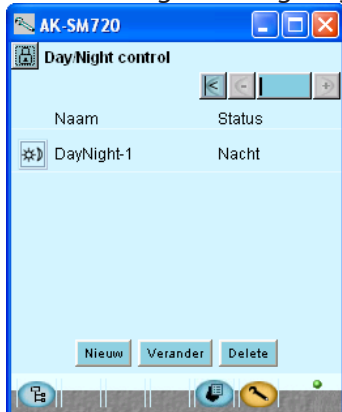 AK-SM720
Day/Night control
Naam Status
DayNight-1 Nacht
Nieuw Verander Delete